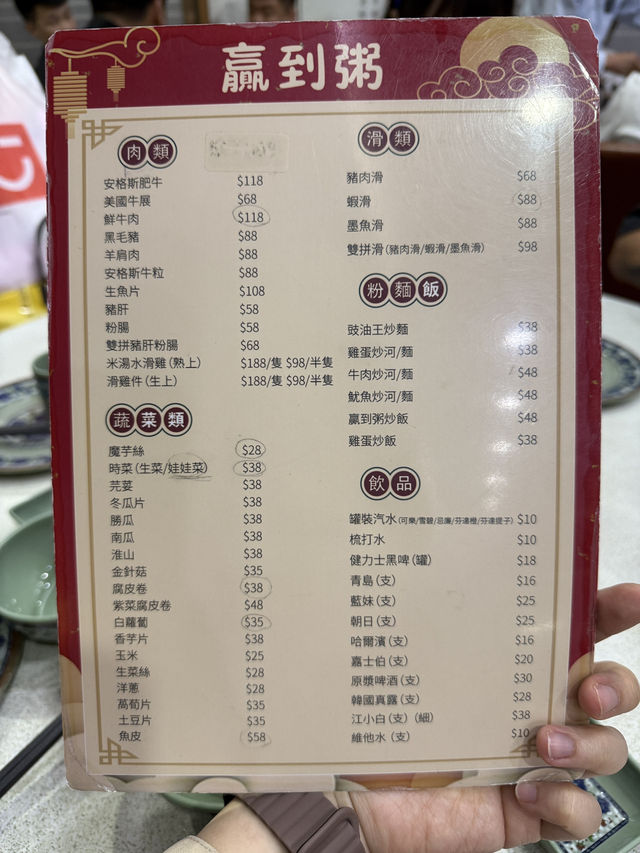 贏到粥
肉類
安格斯肥牛 $118
美國牛展 $68
鮮牛肉 $118
黑毛豬 $88
羊肩肉 $88
安格斯牛粒 $88
生魚片 $108
豬肝 $58
粉腸 $58
雙拼豬肝粉腸 $68
米湯水滑雞(熟上) $188/隻 $98/半隻
滑雞件(生上) $188/隻 $98/半隻
蔬菜類
魔芋絲 $28
時菜(生菜/娃娃菜) $38
芫荽 $38
冬瓜片 $38
勝瓜 $38
南瓜 $38
淮山 $38
金針菇 $35
腐皮卷 $38
紫菜腐皮卷 $48
白蘿蔔 $35
香芋片 $38
玉米 $25
生菜絲 $28
洋蔥 $28
萵筍片 $35
土豆片 $35
魚皮 $58
滑類
豬肉滑 $68
蝦滑 $88
墨魚滑 $88
雙拼滑(豬肉滑/蝦滑/墨魚滑) $98
粉麵飯
豉油王炒麵 $38
雞蛋炒河/麵 $38
牛肉炒河/麵 $48
魷魚炒河/麵 $48
贏到粥炒飯 $48
雞蛋炒飯 $38
飲品
罐裝汽水(可樂/雪碧/忌廉/芬達橙/芬達提子) $10
梳打水 $10
健力士黑啤(罐) $18
青島(支) $16
藍妹(支) $25
朝日(支) $25
哈爾濱(支) $16
嘉士伯(支) $20
原漿啤酒(支) $30
韓國真露(支) $28
江小白(支)(細) $38
維他水(支) $10